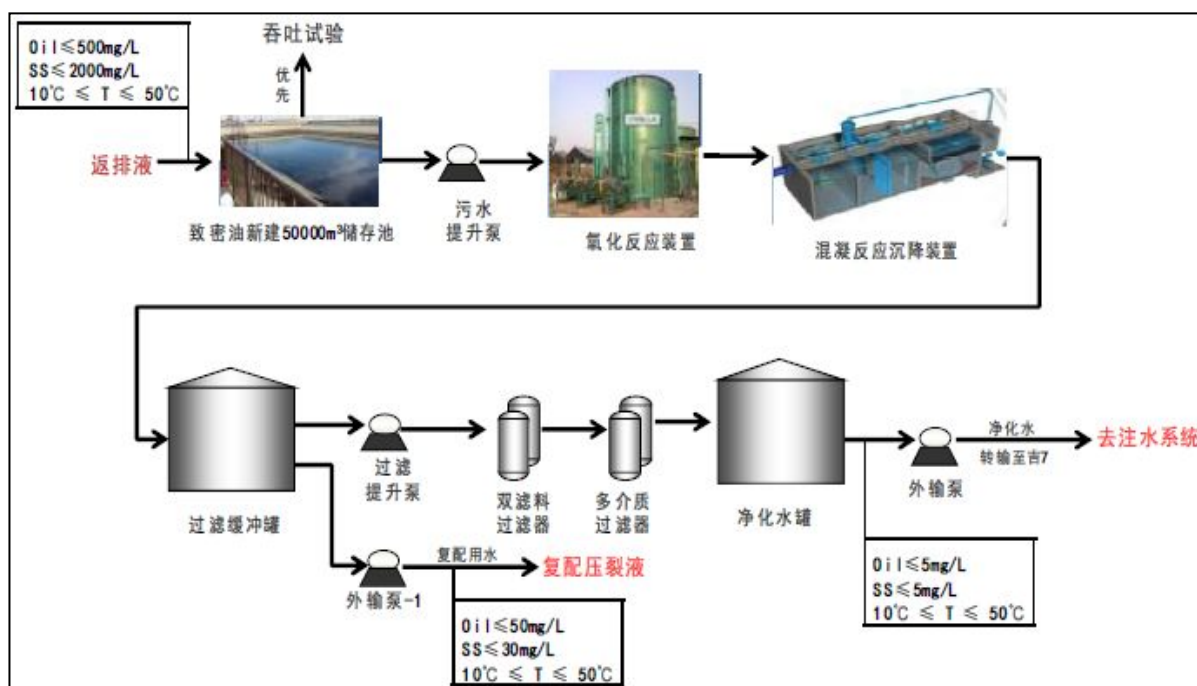 Oil≤500mg/L
SS≤2000mg/L
10℃ ≤ T ≤ 50℃
吞吐试验
优先
返排液
致密油新建50000m³储存池
污水
提升泵
氧化反应装置
混凝反应沉降装置
过滤缓冲罐
过滤
提升泵
双滤料
过滤器
多介质
过滤器
净化水罐
外输泵
净化水
转输至吉7
去注水系统
外输泵-1
复配用水
复配压裂液
Oil≤50mg/L
SS≤30mg/L
10℃ ≤ T ≤ 50℃
Oil≤5mg/L
SS≤5mg/L
10℃ ≤ T ≤ 50℃